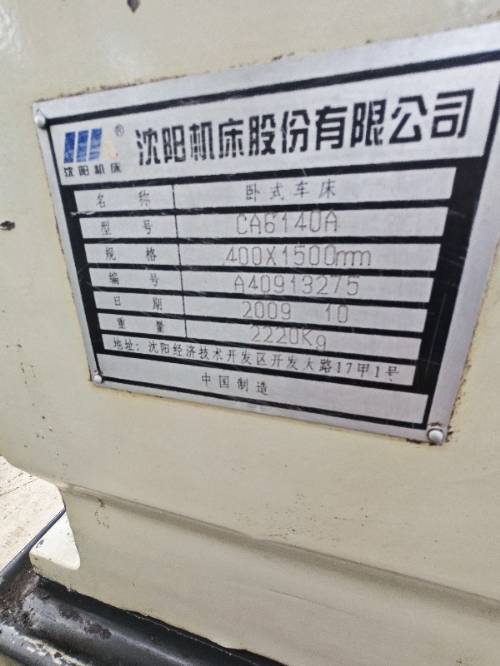 沈阳机床股份有限公司
®
沈阳机床
名称 卧式车床
型号 CA6140A
规格 400X1500mm
编号 A40913275
日期 2009 10
重量 2220Kg
地址:沈阳经济技术开发区开发大路17甲1号
中国制造